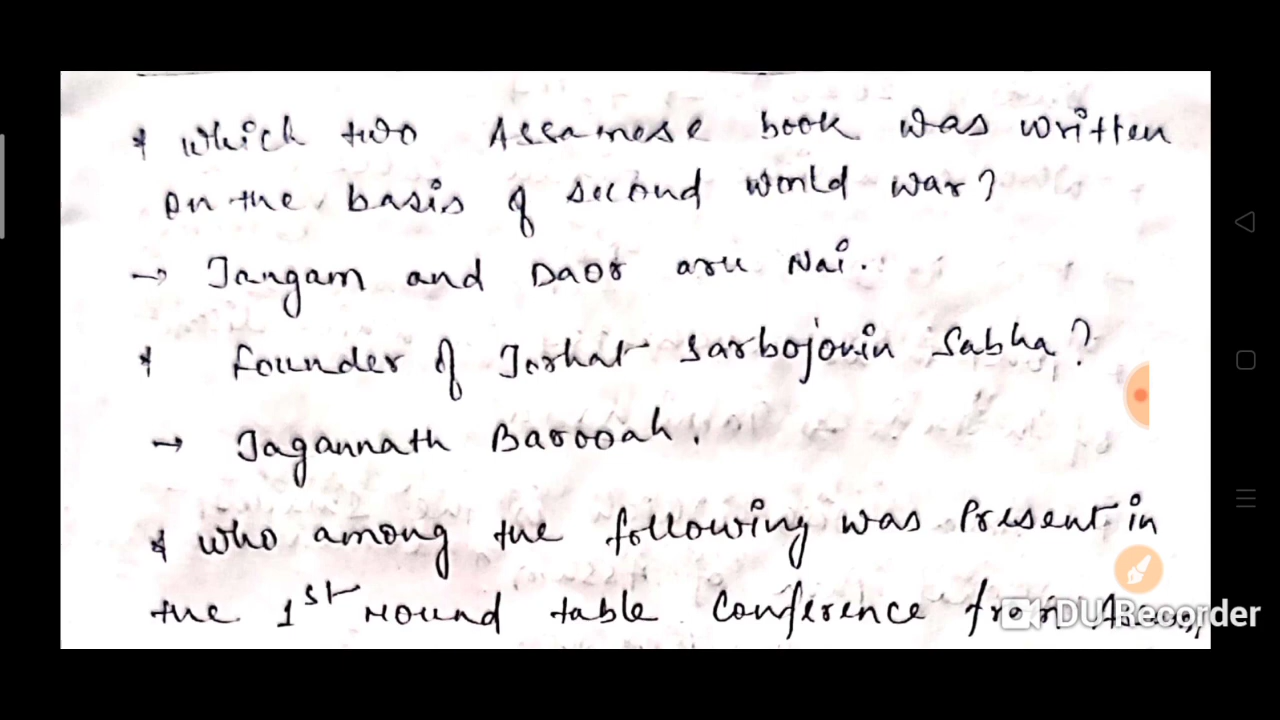 * Which two Assamese book was written
on the basis of second world war?
→ Jangam and Daor aru Nai.
* Founder of Jorhat Sarbojonin Sabha?
→ Jagannath Barooah.
* Who among the following was Present in
the 1st Round table Conference from
DU Recorder